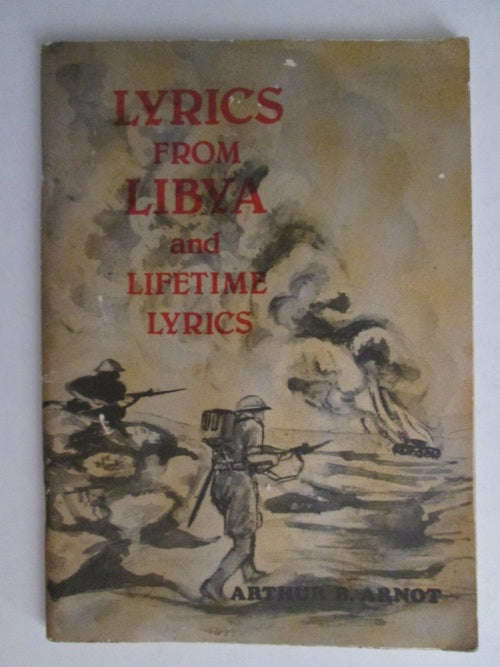 LYRICS
FROM
LIBYA
and
LIFETIME
LYRICS
ARTHUR B. ARNOT